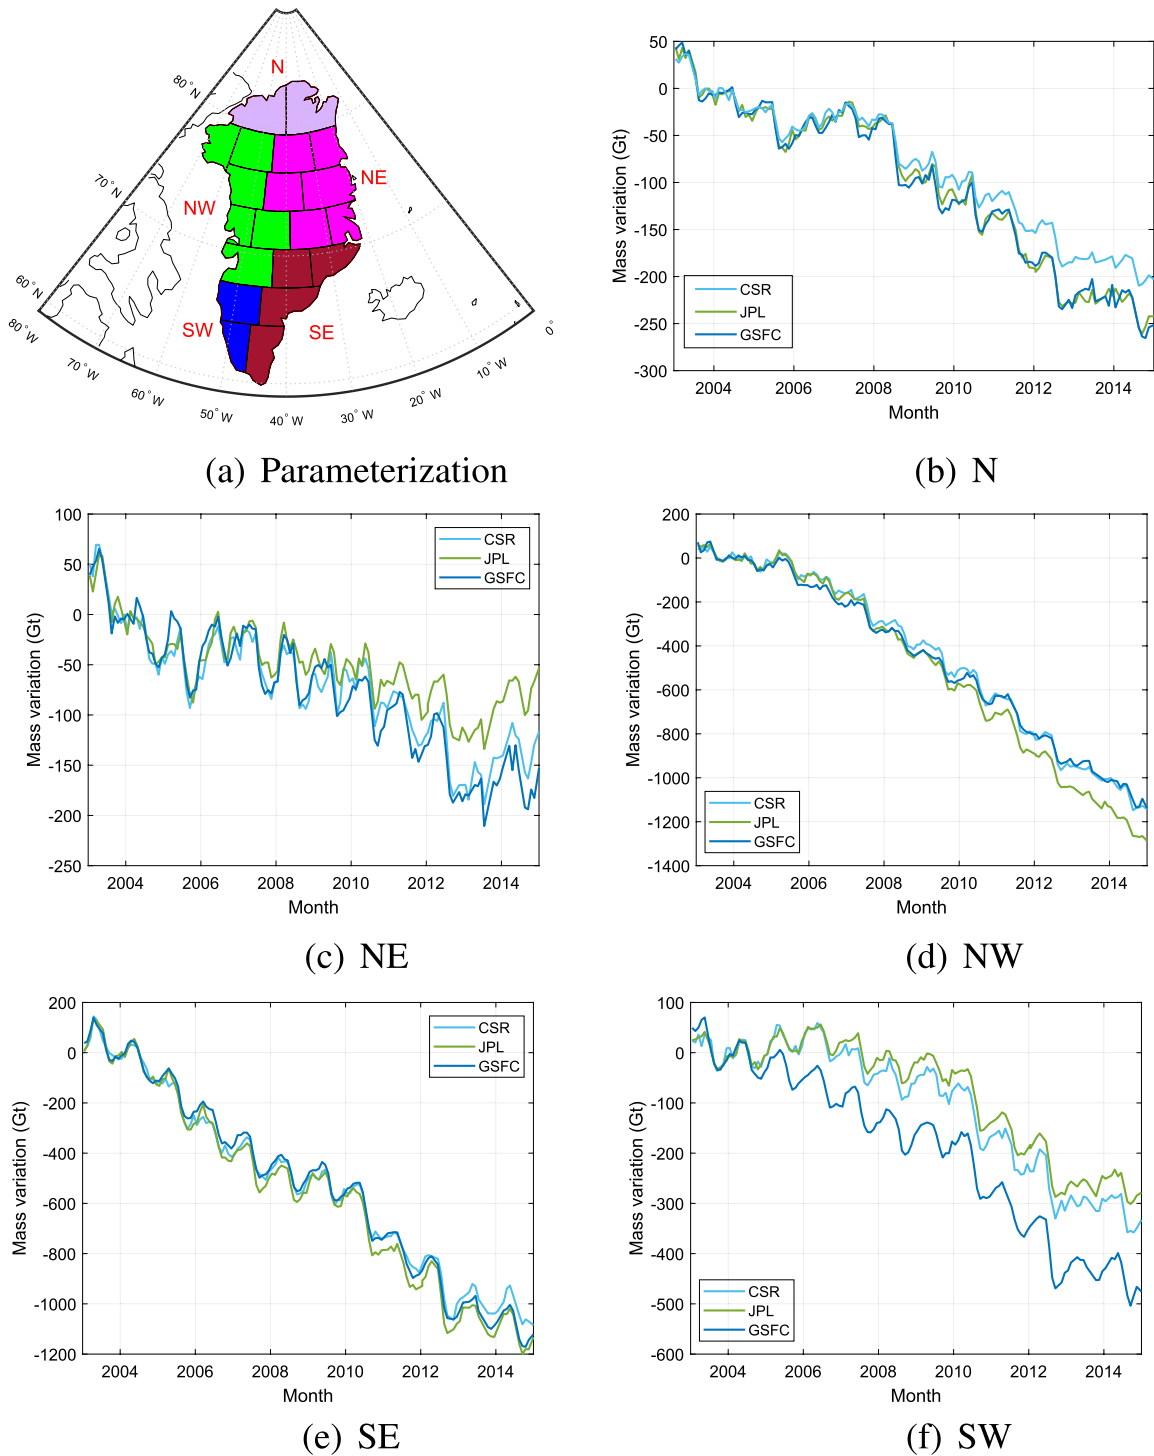 N
NE
NW
SW
SE
80° N
70° N
60° N
80° W
70° W
60° W
50° W
40° W
30° W
20° W
10° W
0°
(a) Parameterization
50
0
-50
-100
-150
-200
-250
-300
Mass variation (Gt)
CSR
JPL
GSFC
2004 2006 2008 2010 2012 2014
Month
(b) N
100
50
0
-50
-100
-150
-200
-250
Mass variation (Gt)
CSR
JPL
GSFC
2004 2006 2008 2010 2012 2014
Month
(c) NE
200
0
-200
-400
-600
-800
-1000
-1200
-1400
Mass variation (Gt)
CSR
JPL
GSFC
2004 2006 2008 2010 2012 2014
Month
(d) NW
200
0
-200
-400
-600
-800
-1000
-1200
Mass variation (Gt)
CSR
JPL
GSFC
2004 2006 2008 2010 2012 2014
Month
(e) SE
100
0
-100
-200
-300
-400
-500
-600
Mass variation (Gt)
CSR
JPL
GSFC
2004 2006 2008 2010 2012 2014
Month
(f) SW